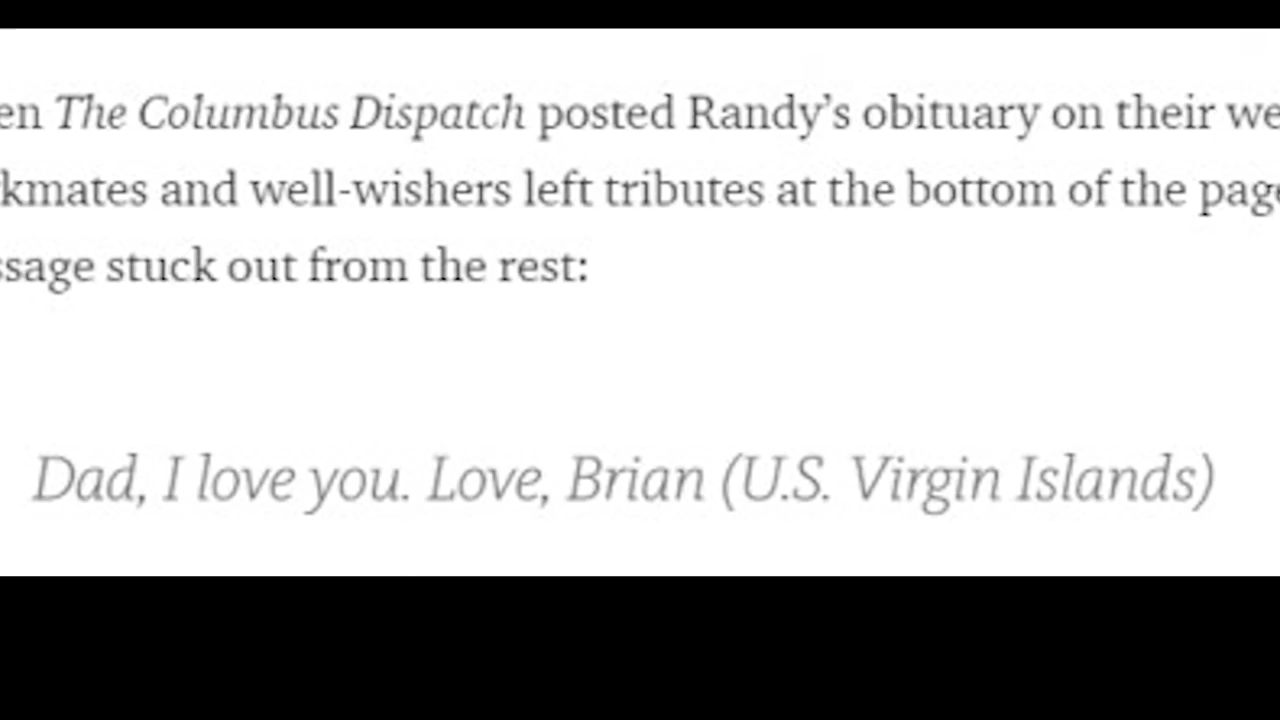 en The Columbus Dispatch posted Randy’s obituary on their we
kmates and well-wishers left tributes at the bottom of the page
ssage stuck out from the rest:
Dad, I love you. Love, Brian (U.S. Virgin Islands)